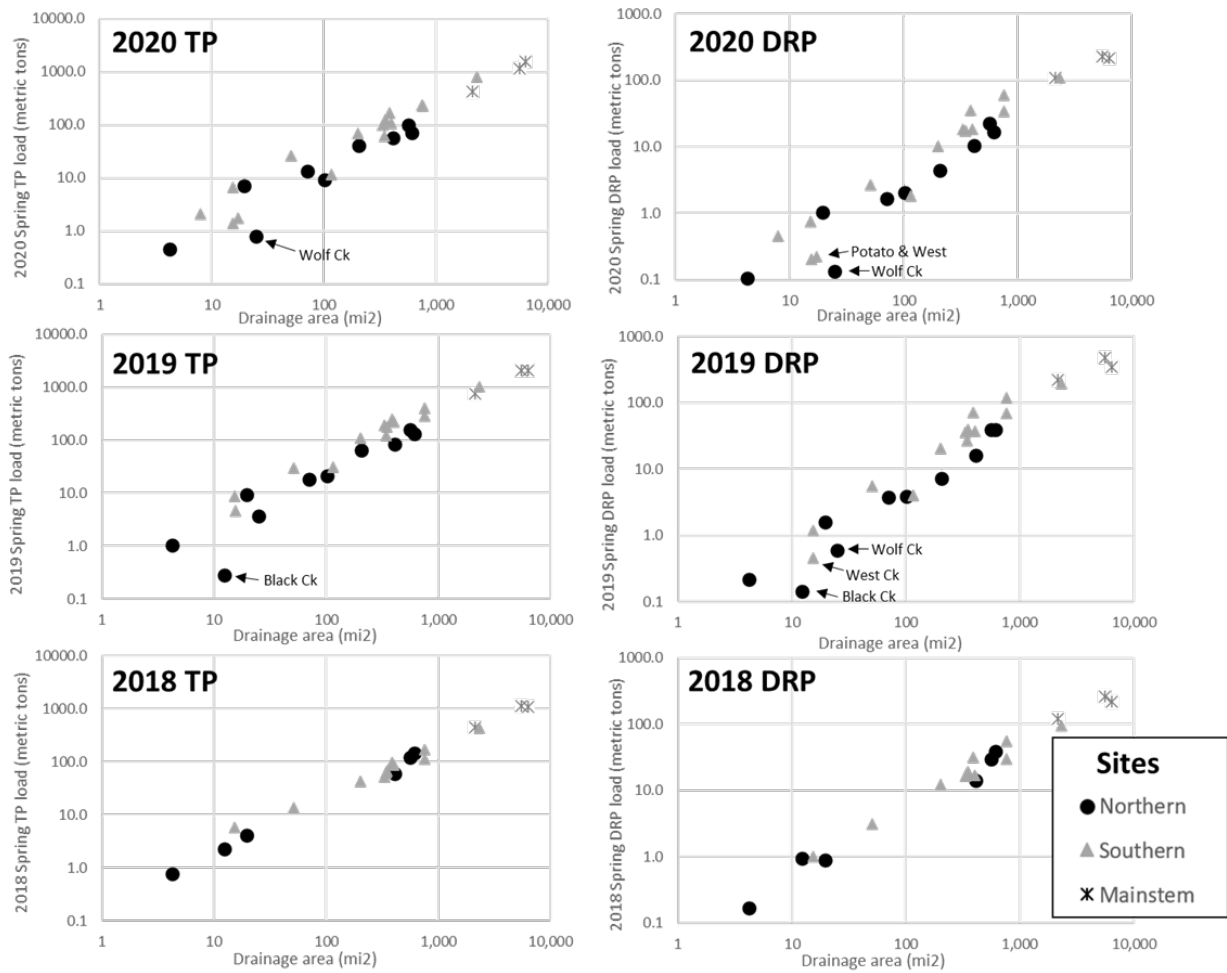 2020 TP
2020 Spring TP load (metric tons)
10000.0
1000.0
100.0
10.0
1.0
0.1
Wolf Ck
1 10 100 1,000 10,000
Drainage area (mi2)
2020 DRP
2020 Spring DRP load (metric tons)
1000.0
100.0
10.0
1.0
0.1
Potato & West
Wolf Ck
1 10 100 1,000 10,000
Drainage area (mi2)
2019 TP
2019 Spring TP load (metric tons)
10000.0
1000.0
100.0
10.0
1.0
0.1
Black Ck
1 10 100 1,000 10,000
Drainage area (mi2)
2019 DRP
2019 Spring DRP load (metric tons)
1000.0
100.0
10.0
1.0
0.1
Wolf Ck
West Ck
Black Ck
1 10 100 1,000 10,000
Drainage area (mi2)
2018 TP
2018 Spring TP load (metric tons)
10000.0
1000.0
100.0
10.0
1.0
0.1
1 10 100 1,000 10,000
Drainage area (mi2)
2018 DRP
2018 Spring DRP load (metric tons)
1000.0
100.0
10.0
1.0
0.1
1 10 100 1,000 10,000
Drainage area (mi2)
Sites
Northern
Southern
Mainstem